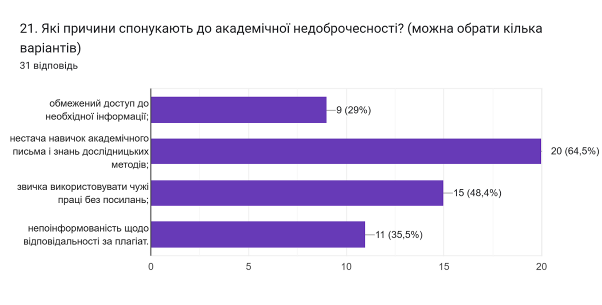 21. Які причини спонукають до академічної недоброчесності? (можна обрати кілька
варіантів)
31 відповідь
обмежений доступ до
необхідної інформації;
9 (29%)
нестача навичок академічного
письма і знань дослідницьких
методів;
20 (64,5%)
звичка використовувати чужі
праці без посилань;
15 (48,4%)
непоінформованість щодо
відповідальності за плагіат.
11 (35,5%)
0 5 10 15 20